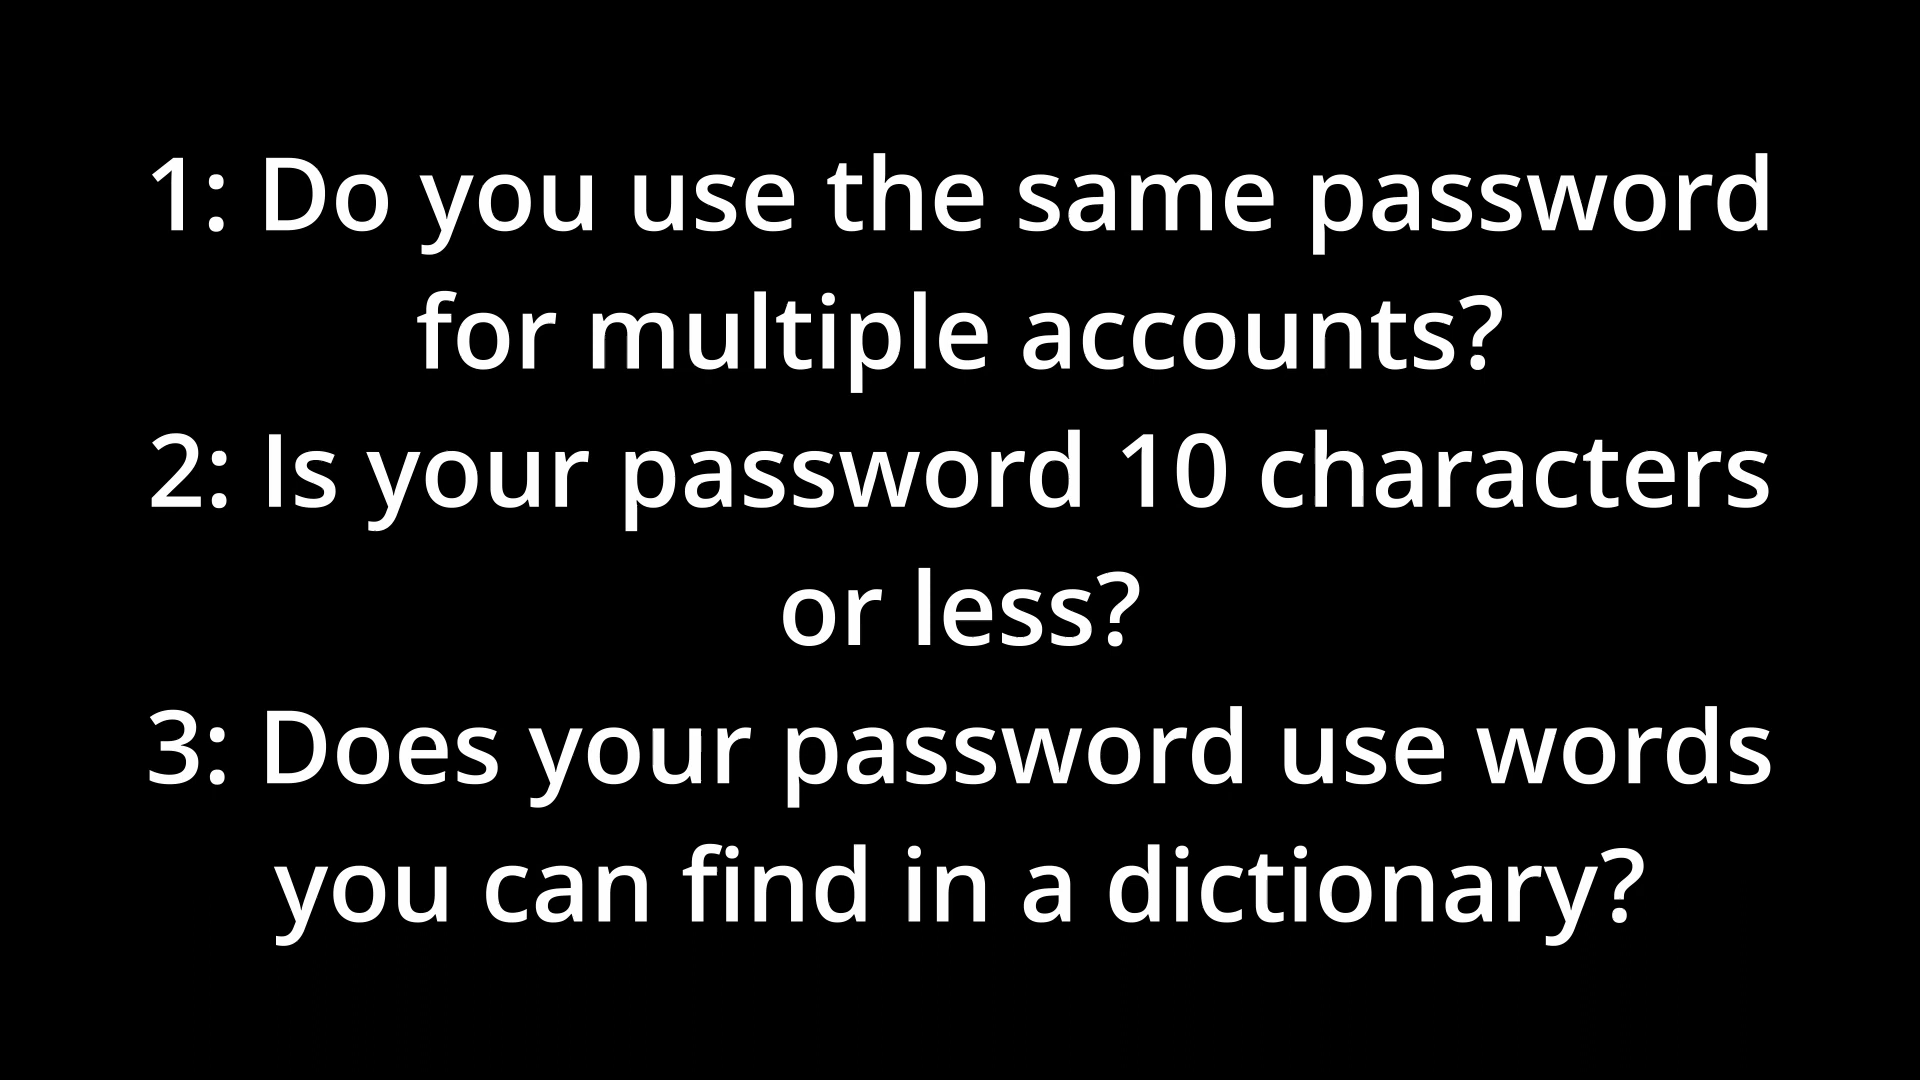 1: Do you use the same password
for multiple accounts?
2: Is your password 10 characters
or less?
3: Does your password use words
you can find in a dictionary?